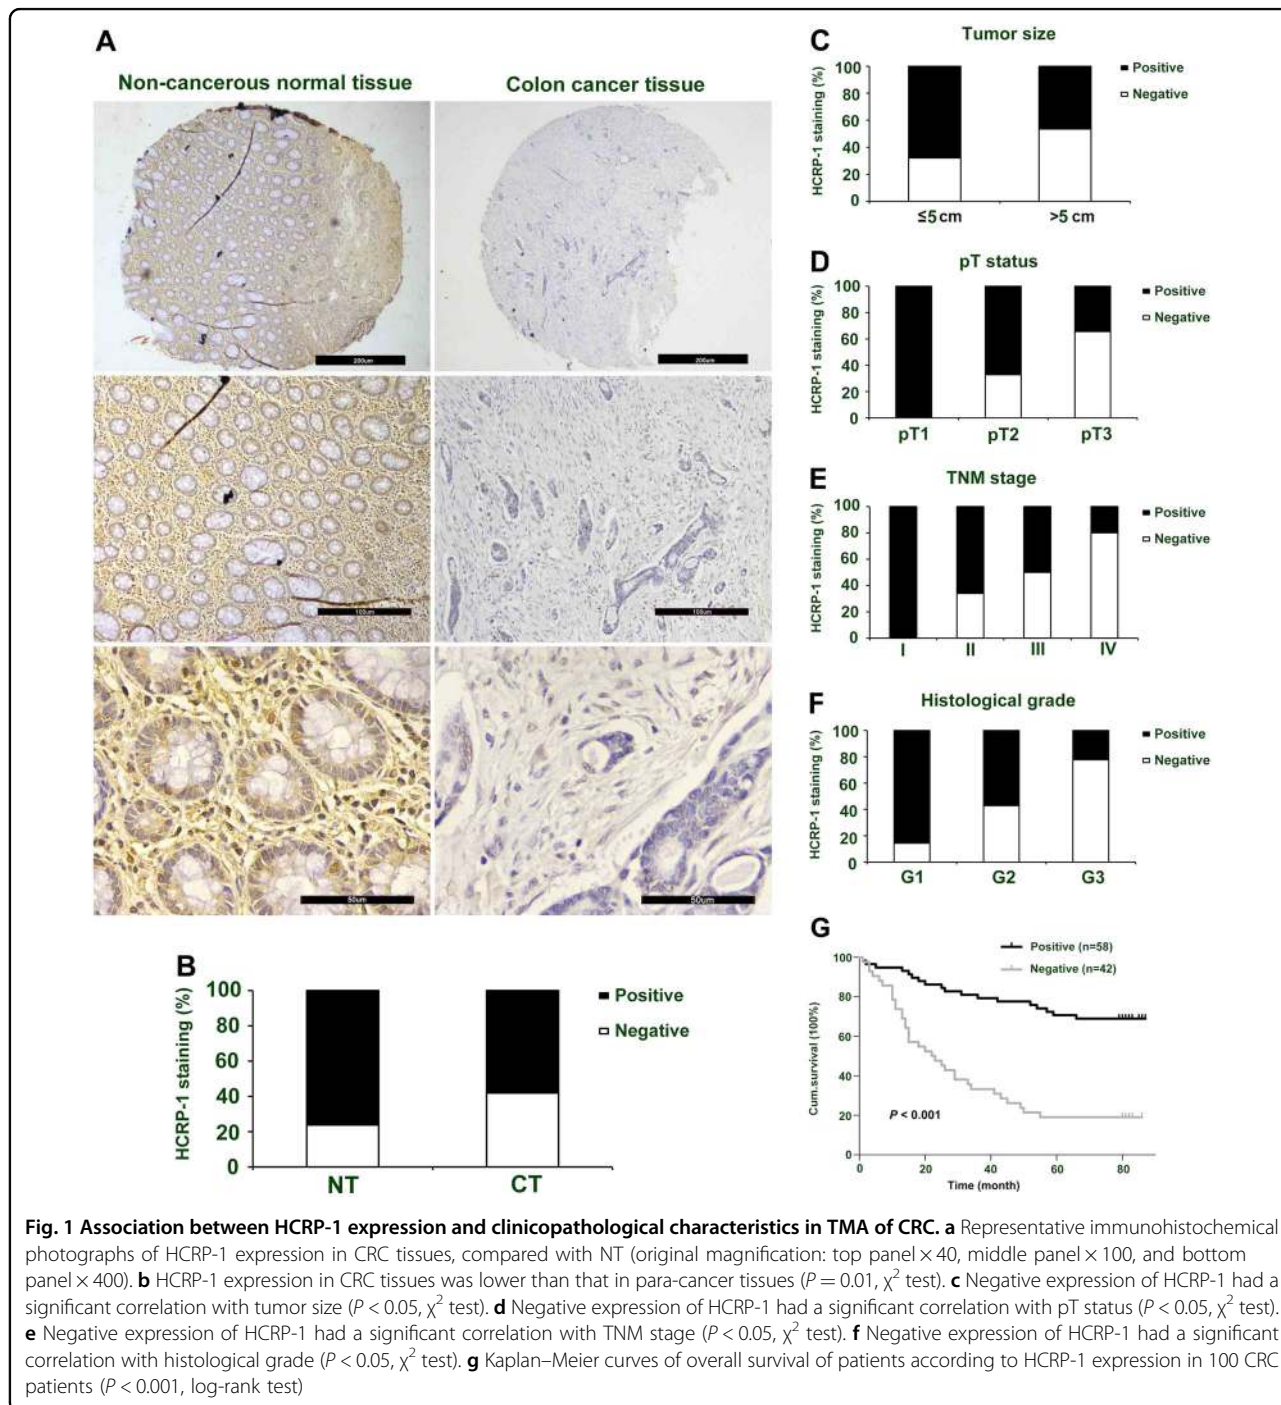 A
Non-cancerous normal tissue
Colon cancer tissue
200um
200um
100um
100um
50um
50um
B
HCRP-1 staining (%)
100
80
60
40
20
0
NT
CT
Positive
Negative
C
Tumor size
HCRP-1 staining (%)
100
80
60
40
20
0
≤5 cm
>5 cm
Positive
Negative
D
pT status
HCRP-1 staining (%)
100
80
60
40
20
0
pT1
pT2
pT3
Positive
Negative
E
TNM stage
HCRP-1 staining (%)
100
80
60
40
20
0
I
II
III
IV
Positive
Negative
F
Histological grade
HCRP-1 staining (%)
100
80
60
40
20
0
G1
G2
G3
Positive
Negative
G
Positive (n=58)
Negative (n=42)
Cum.survival (100%)
100
80
60
40
20
0
P < 0.001
0
20
40
60
80
Time (month)
Fig. 1 Association between HCRP-1 expression and clinicopathological characteristics in TMA of CRC. a Representative immunohistochemical
photographs of HCRP-1 expression in CRC tissues, compared with NT (original magnification: top panel × 40, middle panel × 100, and bottom
panel × 400). b HCRP-1 expression in CRC tissues was lower than that in para-cancer tissues (P = 0.01, χ² test). c Negative expression of HCRP-1 had a
significant correlation with tumor size (P < 0.05, χ² test). d Negative expression of HCRP-1 had a significant correlation with pT status (P < 0.05, χ² test).
e Negative expression of HCRP-1 had a significant correlation with TNM stage (P < 0.05, χ² test). f Negative expression of HCRP-1 had a significant
correlation with histological grade (P < 0.05, χ² test). g Kaplan–Meier curves of overall survival of patients according to HCRP-1 expression in 100 CRC
patients (P < 0.001, log-rank test)